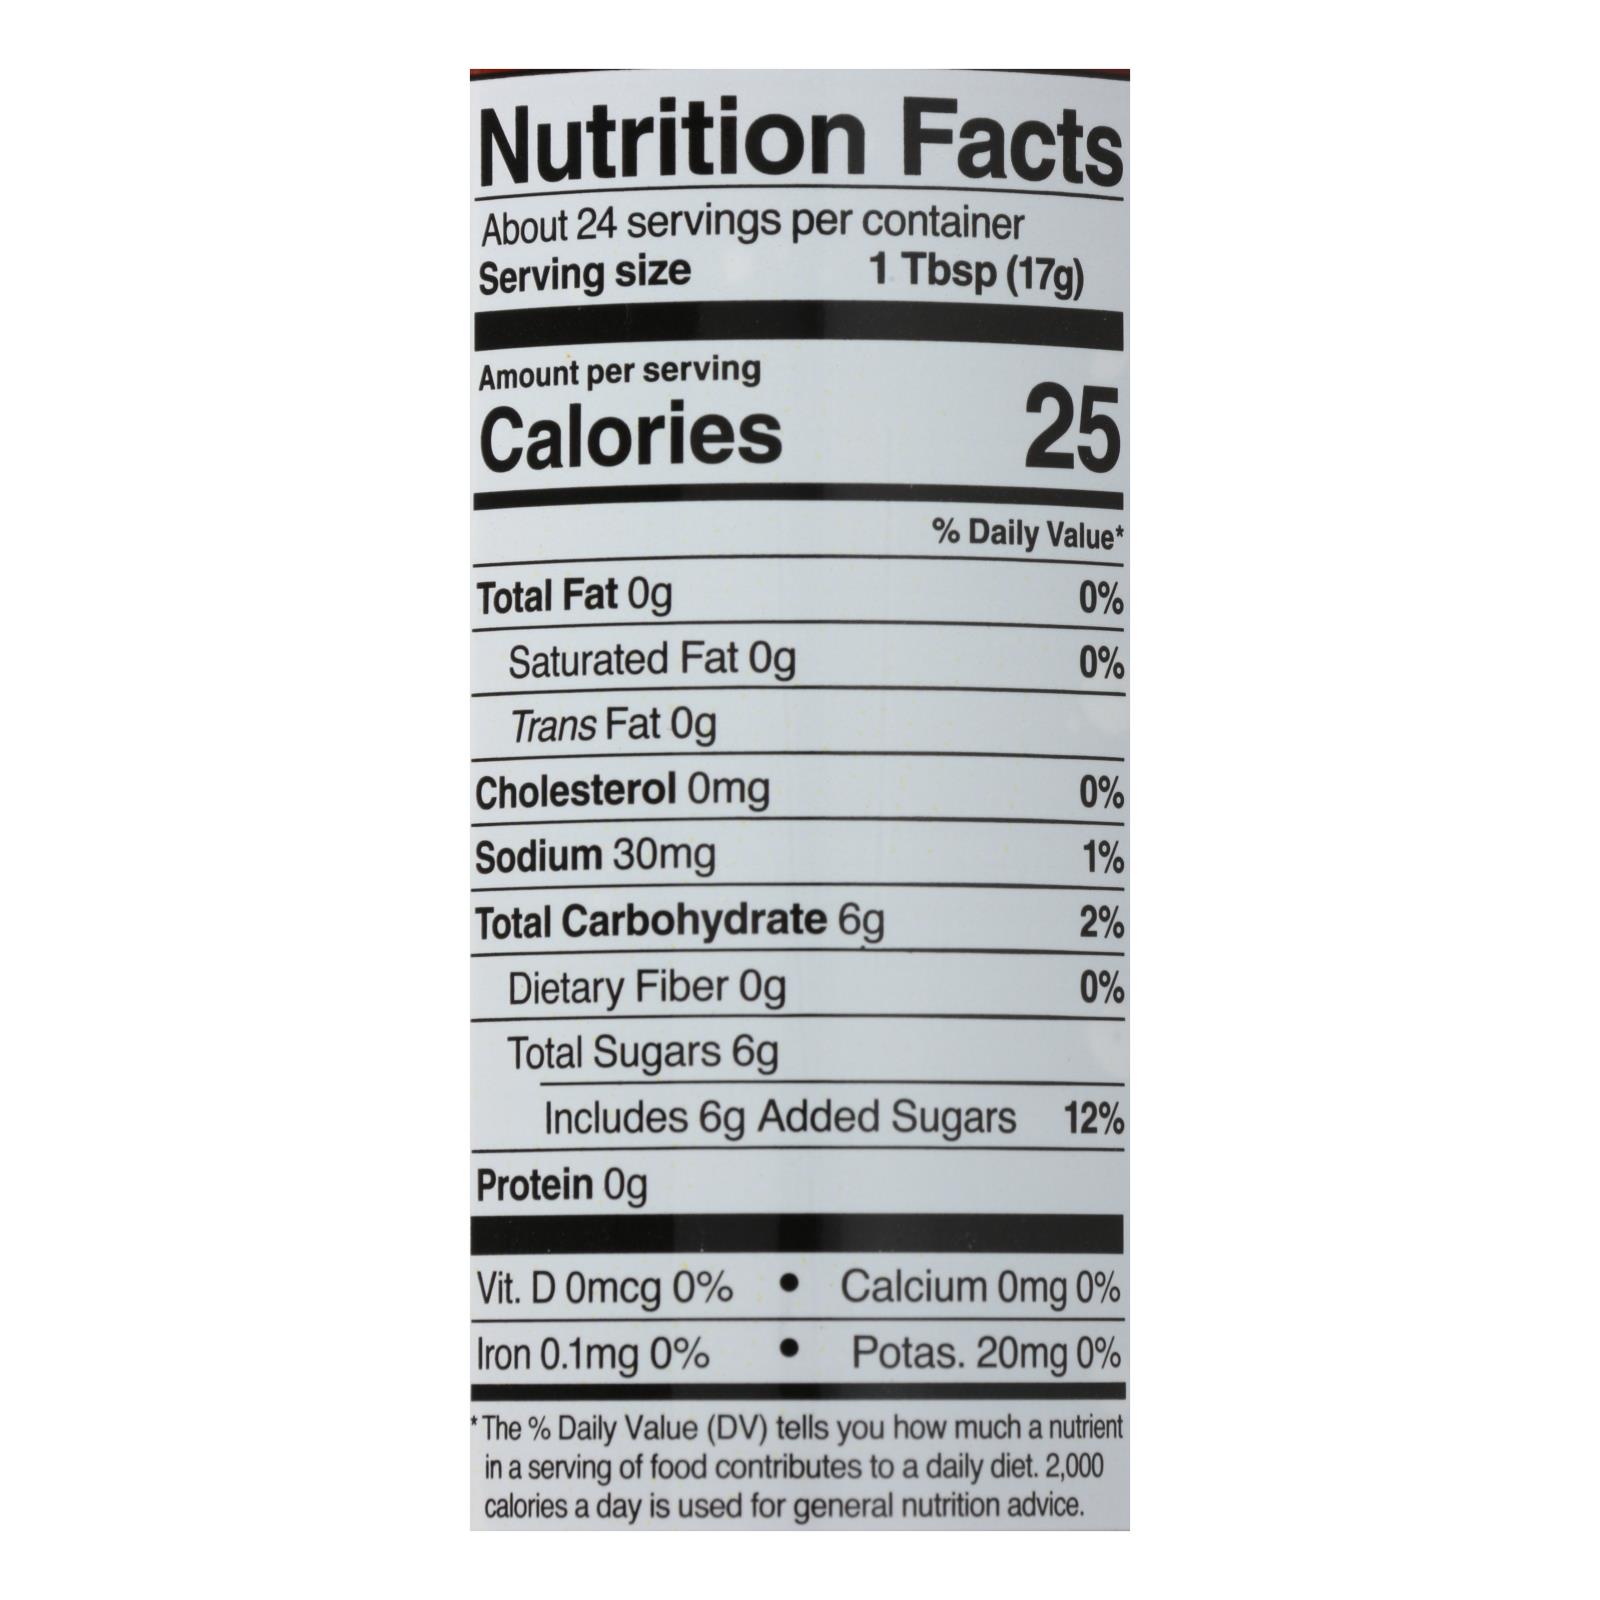 Nutrition Facts
About 24 servings per container
Serving size 1 Tbsp (17g)
Amount per serving
Calories 25
% Daily Value*
Total Fat 0g 0%
Saturated Fat 0g 0%
Trans Fat 0g
Cholesterol 0mg 0%
Sodium 30mg 1%
Total Carbohydrate 6g 2%
Dietary Fiber 0g 0%
Total Sugars 6g
Includes 6g Added Sugars 12%
Protein 0g
Vit. D 0mcg 0% • Calcium 0mg 0%
Iron 0.1mg 0% • Potas. 20mg 0%
* The % Daily Value (DV) tells you how much a nutrient
in a serving of food contributes to a daily diet. 2,000
calories a day is used for general nutrition advice.